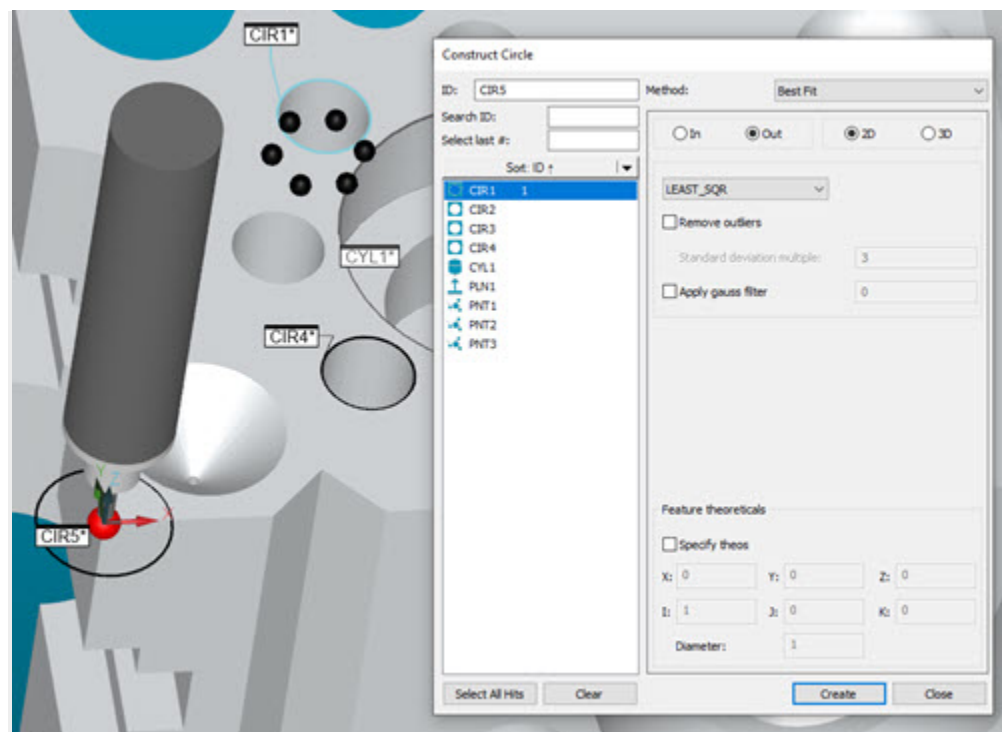 CIR1*
CYL1*
CIR4*
Y
Z
X
CIR5*
Construct Circle
ID: CIR5
Method: Best Fit
Search ID:
Select last #:
In Out 2D 3D
Sort: ID ↑
CIR1 1
CIR2
CIR3
CIR4
CYL1
PLN1
PNT1
PNT2
PNT3
LEAST_SQR
Remove outliers
Standard deviation multiple: 3
Apply gauss filter 0
Feature theoreticals
Specify theos
X: 0 Y: 0 Z: 0
I: 1 J: 0 K: 0
Diameter: 1
Select All Hits Clear Create Close